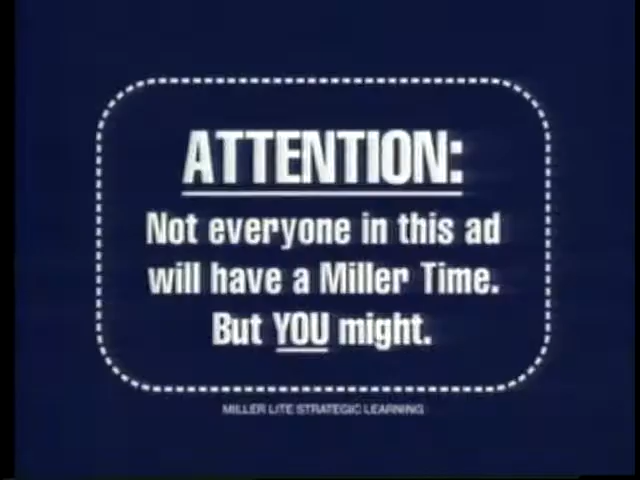 ATTENTION:
Not everyone in this ad
will have a Miller Time.
But YOU might.
MILLER LITE STRATEGIC LEARNING